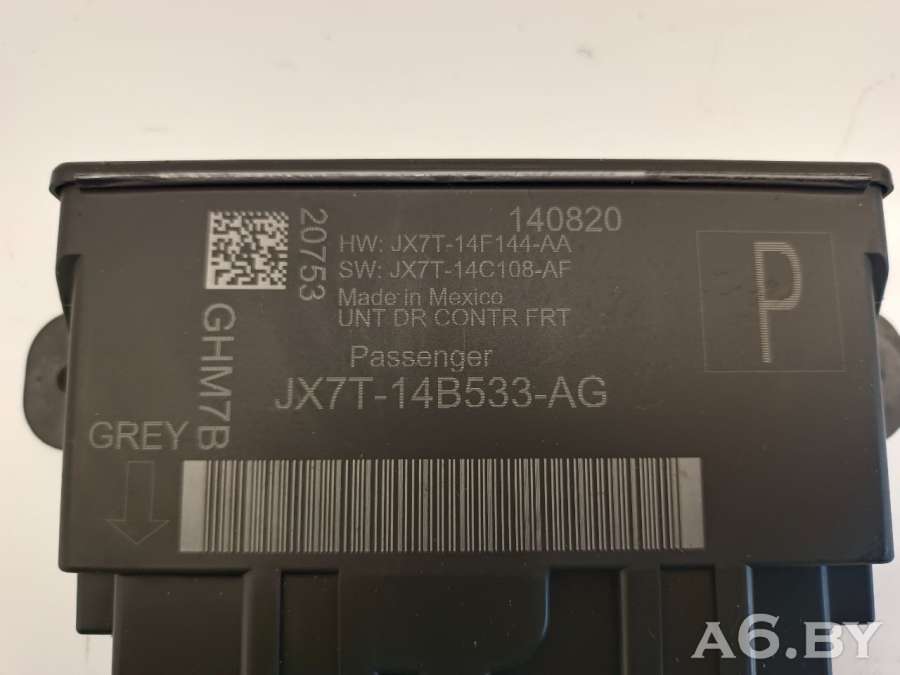 140820
HW: JX7T-14F144-AA
SW: JX7T-14C108-AF
Made in Mexico
UNT DR CONTR FRT
Passenger
JX7T-14B533-AG
20753
GHM7B
GREY
P
A6.BY